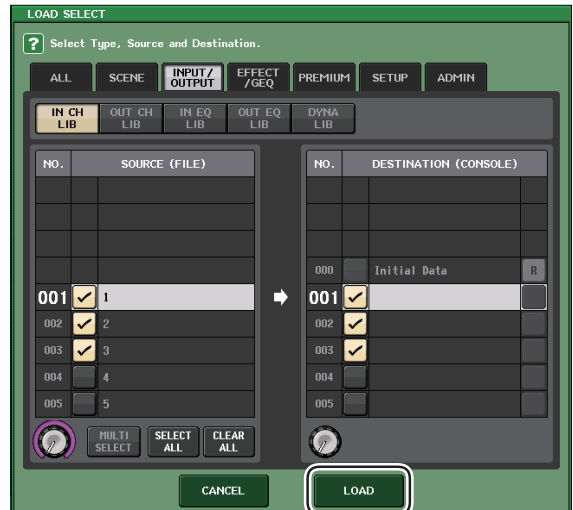 LOAD SELECT
? Select Type, Source and Destination.
ALL SCENE INPUT/ OUTPUT EFFECT /GEQ PREMIUM SETUP ADMIN
IN CH LIB OUT CH LIB IN EQ LIB OUT EQ LIB DYNA LIB
NO. SOURCE (FILE) NO. DESTINATION (CONSOLE)
000 Initial Data R
001 1 001
002 2 002
003 3 003
004 4 004
005 5 005
MULTI SELECT SELECT ALL CLEAR ALL
CANCEL LOAD